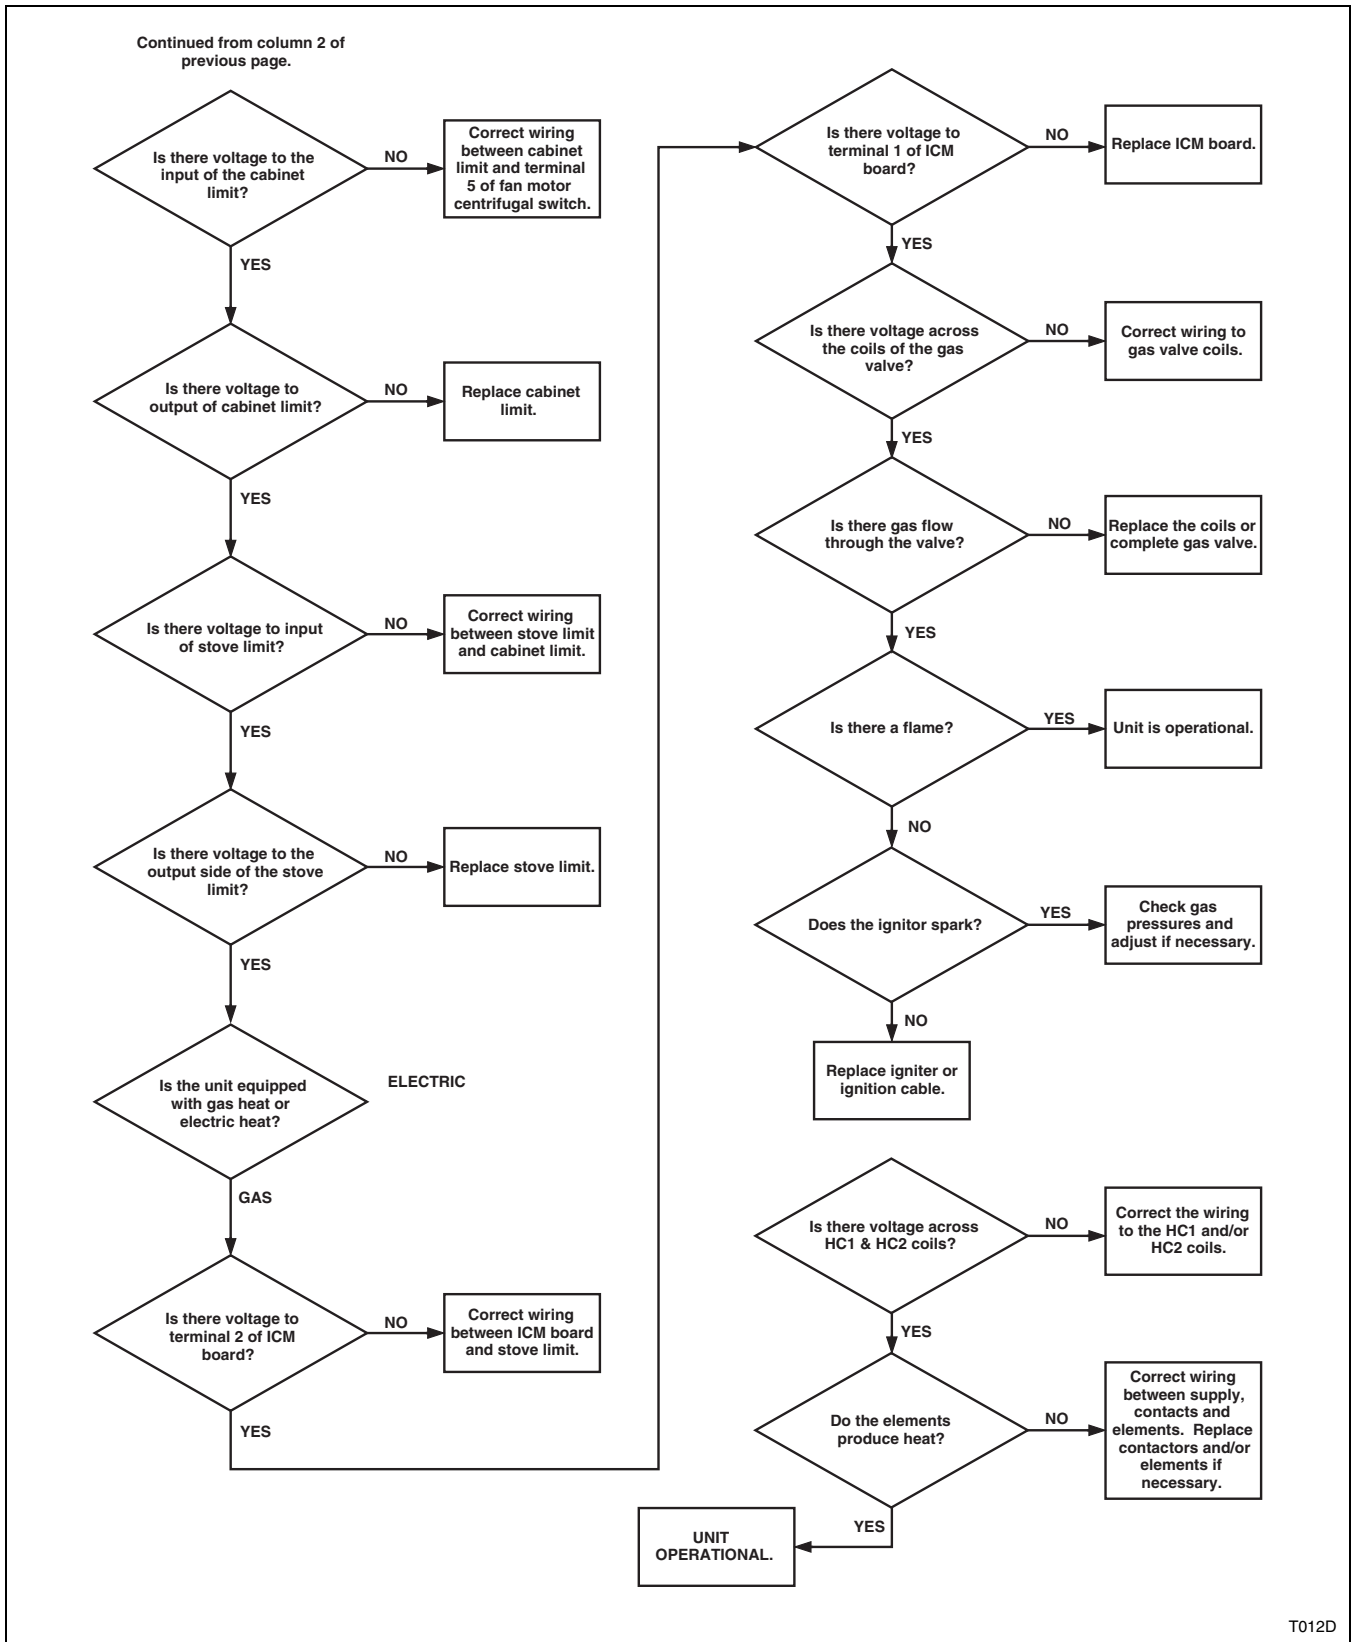 Continued from column 2 of
previous page.
Is there voltage to the
input of the cabinet
limit?
NO
Correct wiring
between cabinet
limit and terminal
5 of fan motor
centrifugal switch.
YES
Is there voltage to
output of cabinet limit?
NO
Replace cabinet
limit.
YES
Is there voltage to input
of stove limit?
NO
Correct wiring
between stove limit
and cabinet limit.
YES
Is there voltage to the
output side of the stove
limit?
NO
Replace stove limit.
YES
Is the unit equipped
with gas heat or
electric heat?
ELECTRIC
GAS
Is there voltage to
terminal 2 of ICM
board?
NO
Correct wiring
between ICM board
and stove limit.
YES
Is there voltage to
terminal 1 of ICM
board?
NO
Replace ICM board.
YES
Is there voltage across
the coils of the gas
valve?
NO
Correct wiring to
gas valve coils.
YES
Is there gas flow
through the valve?
NO
Replace the coils or
complete gas valve.
YES
Is there a flame?
YES
Unit is operational.
NO
Does the ignitor spark?
YES
Check gas
pressures and
adjust if necessary.
NO
Replace igniter or
ignition cable.
Is there voltage across
HC1 & HC2 coils?
NO
Correct the wiring
to the HC1 and/or
HC2 coils.
YES
Do the elements
produce heat?
NO
Correct wiring
between supply,
contacts and
elements. Replace
contactors and/or
elements if
necessary.
YES
UNIT
OPERATIONAL.
T012D